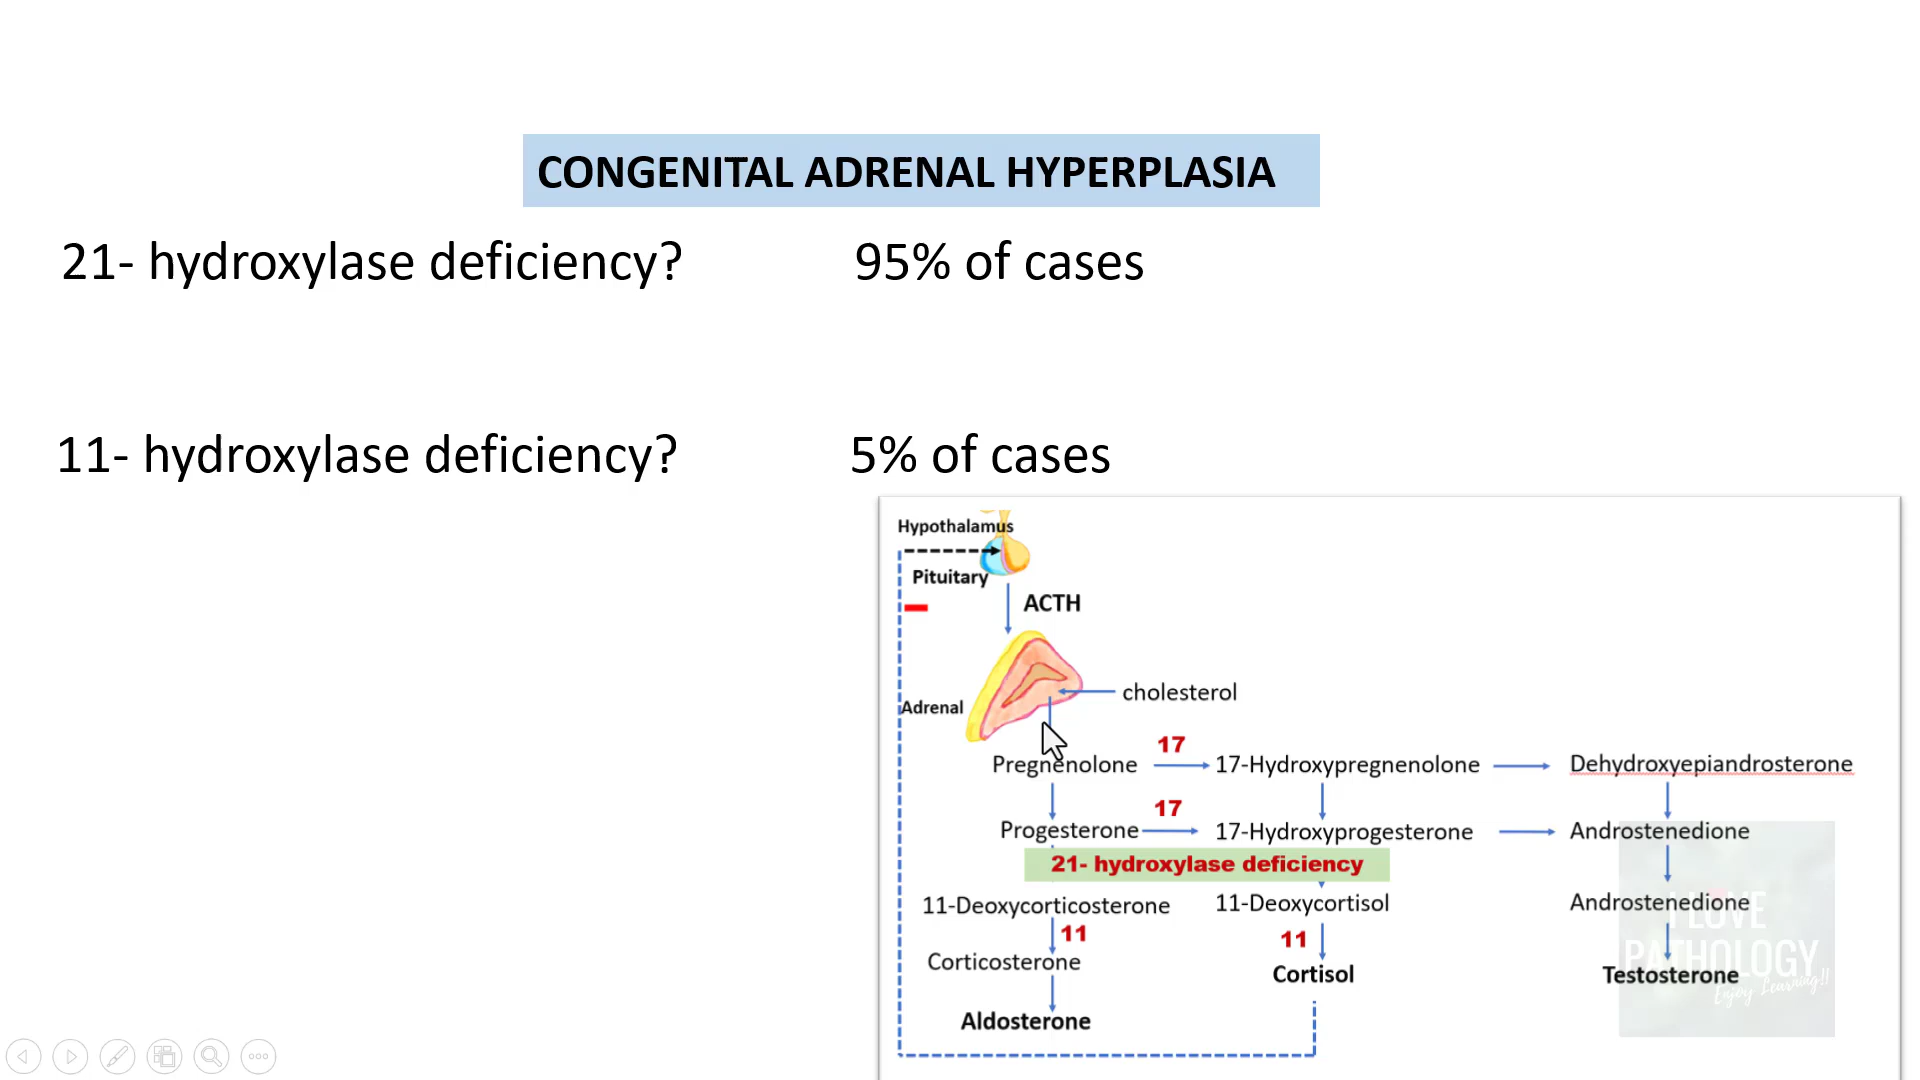 CONGENITAL ADRENAL HYPERPLASIA
21- hydroxylase deficiency? 95% of cases
11- hydroxylase deficiency? 5% of cases
Hypothalamus
Pituitary
ACTH
Adrenal
cholesterol
17
Pregnenolone 17-Hydroxypregnenolone Dehydroxyepiandrosterone
17
Progesterone 17-Hydroxyprogesterone Androstenedione
21- hydroxylase deficiency
11-Deoxycorticosterone 11-Deoxycortisol Androstenedione
11 11
Corticosterone Cortisol Testosterone
Aldosterone
I LOVE
PATHOLOGY
Enjoy Learning!!